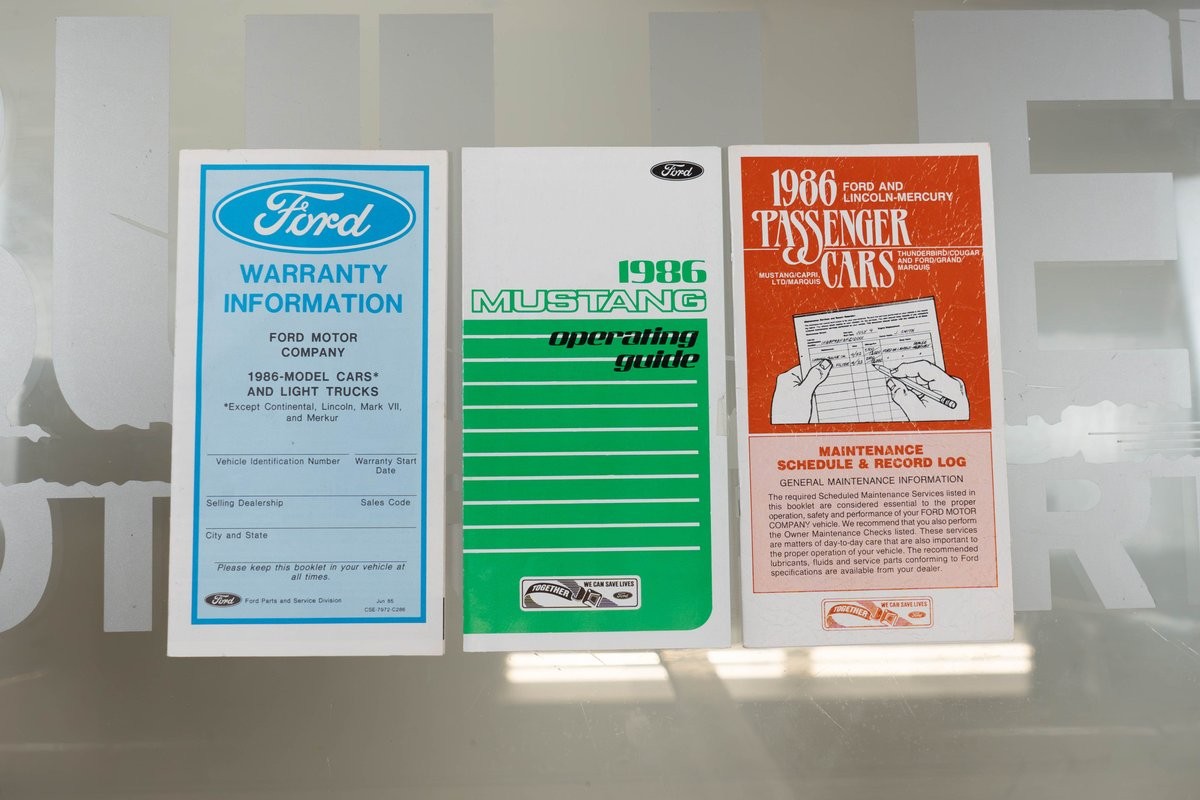 Ford
WARRANTY
INFORMATION
FORD MOTOR
COMPANY
1986-MODEL CARS*
AND LIGHT TRUCKS
*Except Continental, Lincoln, Mark VII,
and Merkur
Vehicle Identification Number
Warranty Start
Date
Selling Dealership
Sales Code
City and State
Please keep this booklet in your vehicle at
all times.
Ford
Ford Parts and Service Division
Jun 85
CSE-7972-C286
Ford
1986
MUSTANG
operating
guide
TOGETHER
WE CAN SAVE LIVES
Ford
1986
FORD AND
LINCOLN-MERCURY
PASSENGER
CARS
THUNDERBIRD/COUGAR
AND FORD/GRAND
MARQUIS
MUSTANG/CAPRI,
LTD/MARQUIS
MAINTENANCE
SCHEDULE & RECORD LOG
GENERAL MAINTENANCE INFORMATION
The required Scheduled Maintenance Services listed in
this booklet are considered essential to the proper
operation, safety and performance of your FORD MOTOR
COMPANY vehicle. We recommend that you also perform
the Owner Maintenance Checks listed. These services
are matters of day-to-day care that are also important to
the proper operation of your vehicle. The recommended
lubricants, fluids and service parts conforming to Ford
specifications are available from your dealer.
TOGETHER
WE CAN SAVE LIVES
Ford